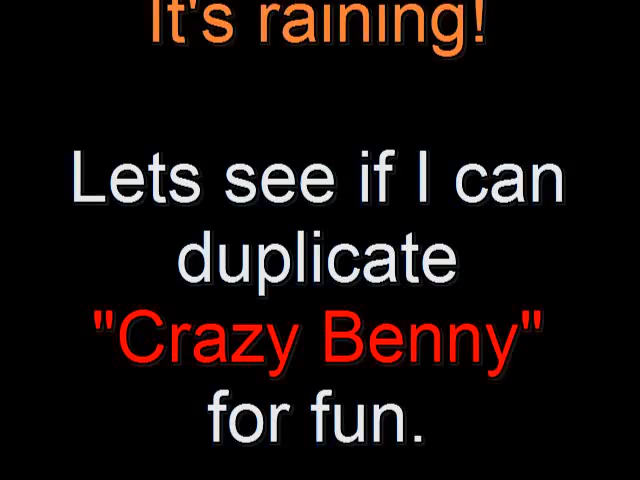 It's raining!
Lets see if I can
duplicate
"Crazy Benny"
for fun.